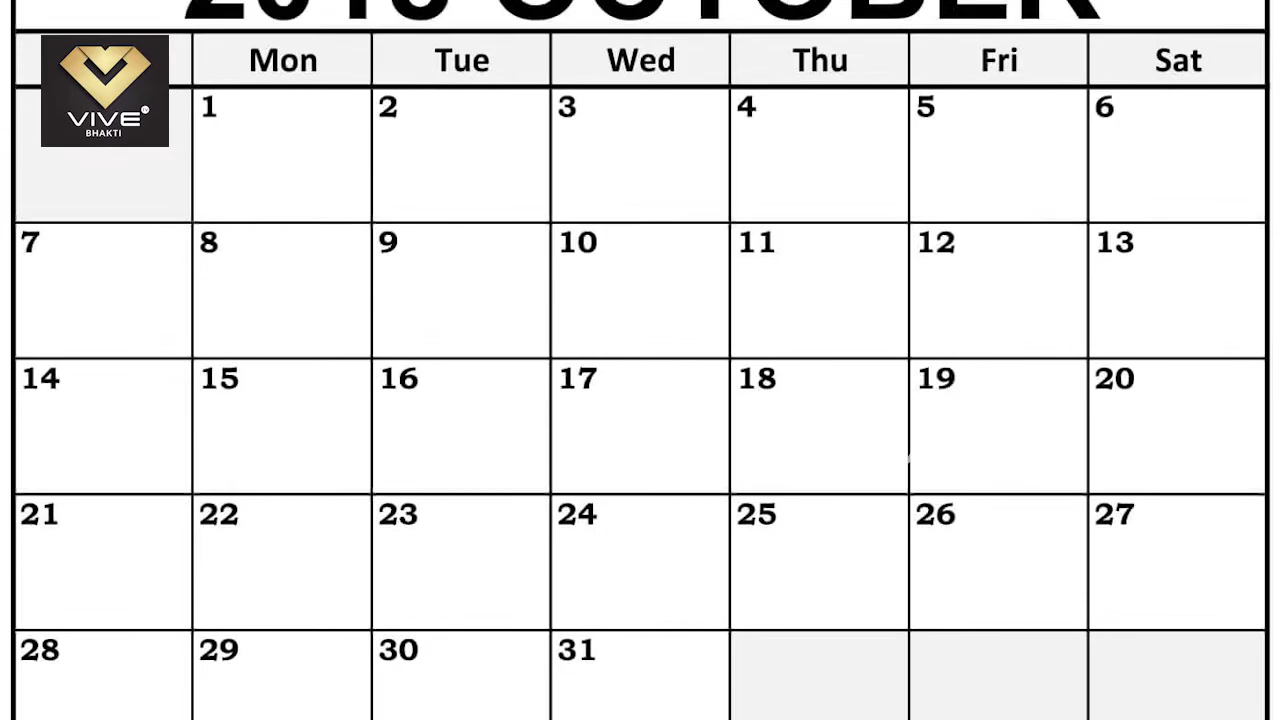 2018 OCTOBER
Mon Tue Wed Thu Fri Sat
VIVE
BHAKTI
1 2 3 4 5 6
7 8 9 10 11 12 13
14 15 16 17 18 19 20
21 22 23 24 25 26 27
28 29 30 31